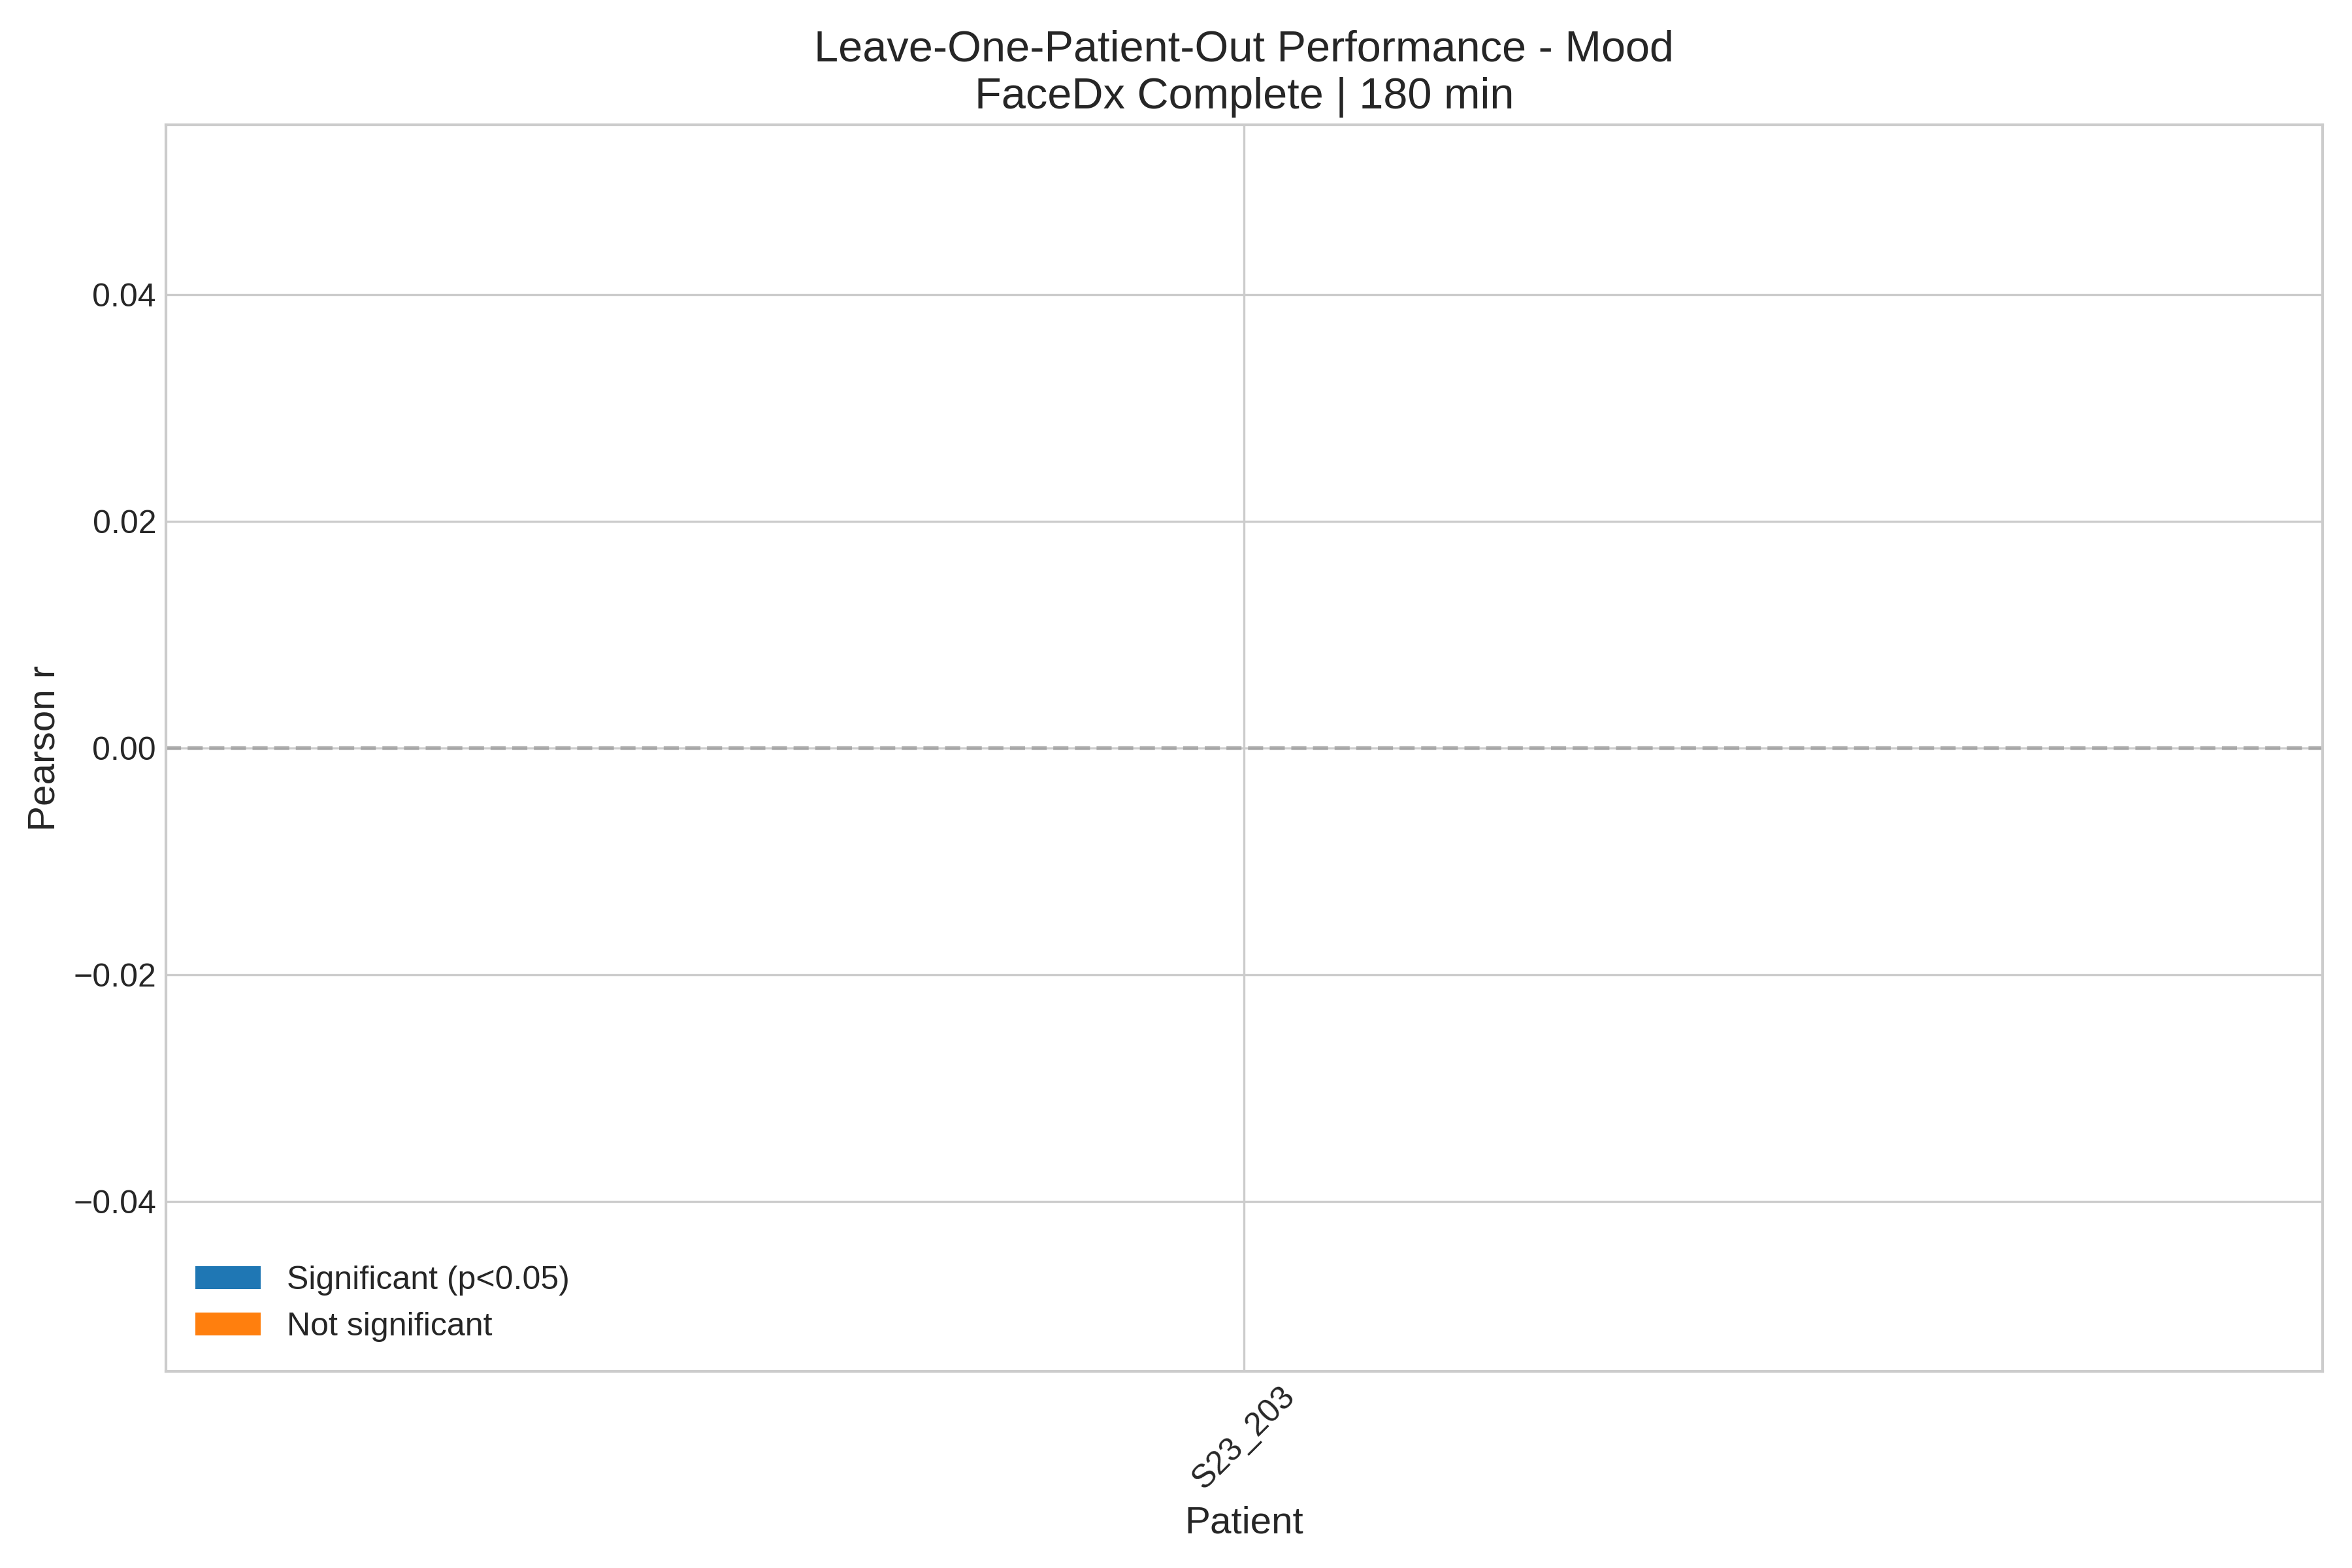 Leave-One-Patient-Out Performance - Mood
FaceDx Complete | 180 min
0.04
0.02
0.00
−0.02
−0.04
Pearson r
Significant (p<0.05)
Not significant
S23_203
Patient